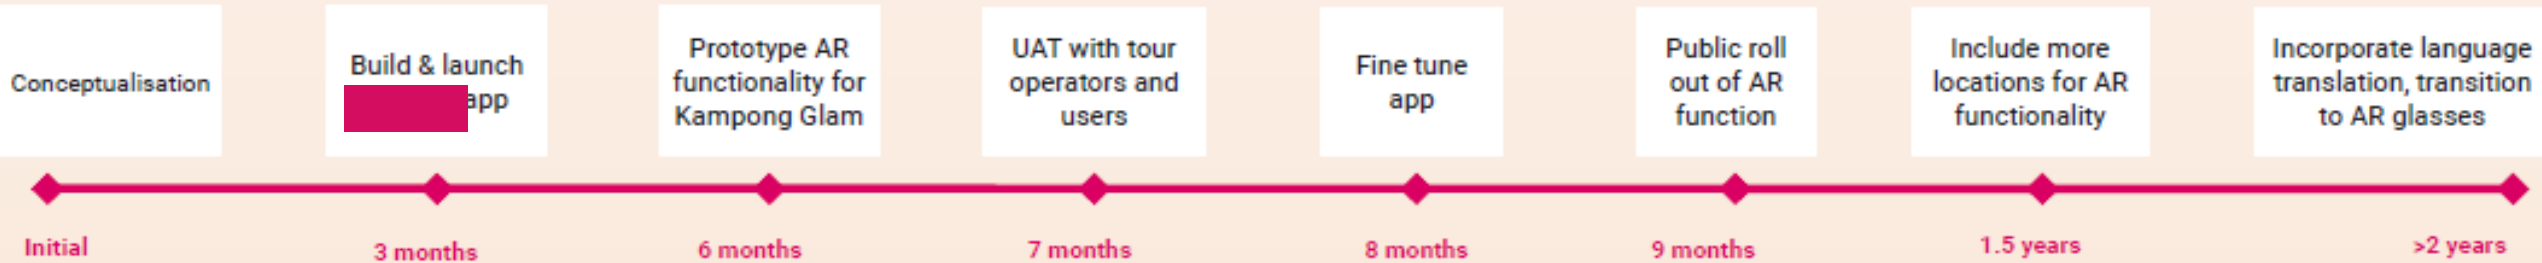 Conceptualisation
Build & launch
app
Prototype AR
functionality for
Kampong Glam
UAT with tour
operators and
users
Fine tune
app
Public roll
out of AR
function
Include more
locations for AR
functionality
Incorporate language
translation, transition
to AR glasses
Initial
3 months
6 months
7 months
8 months
9 months
1.5 years
>2 years